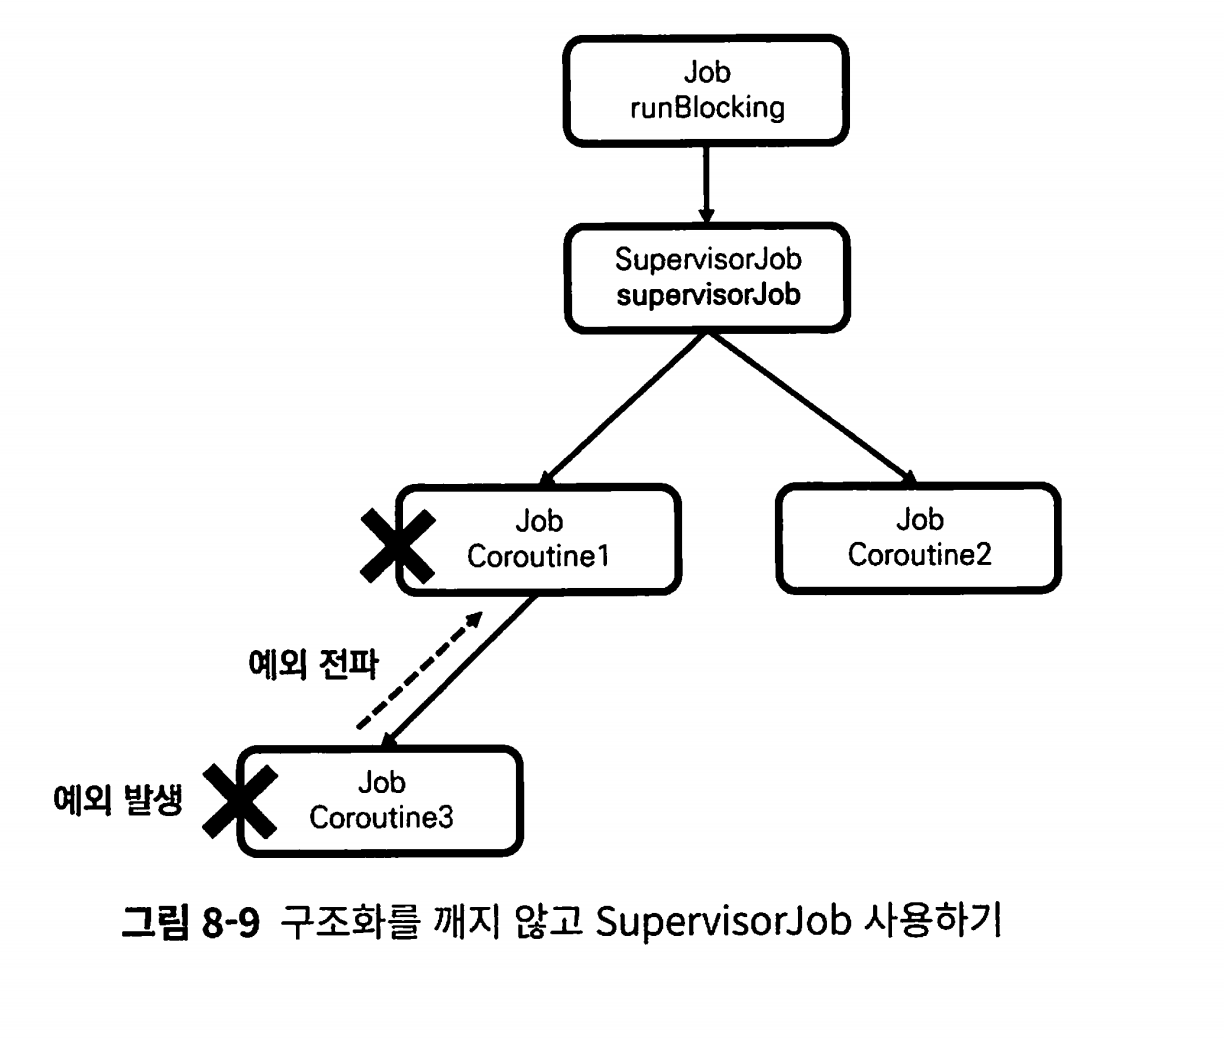 Job
runBlocking
SupervisorJob
supervisorJob
Job
Coroutine1
Job
Coroutine2
예외 전파
예외 발생
Job
Coroutine3
그림 8-9 구조화를 깨지 않고 SupervisorJob 사용하기